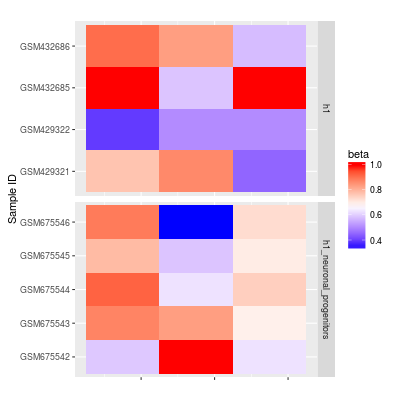 Sample ID
GSM432686
GSM432685
GSM429322
GSM429321
h1
GSM675546
GSM675545
GSM675544
GSM675543
GSM675542
h1_neuronal_progenitors
beta
1.0
0.8
0.6
0.4